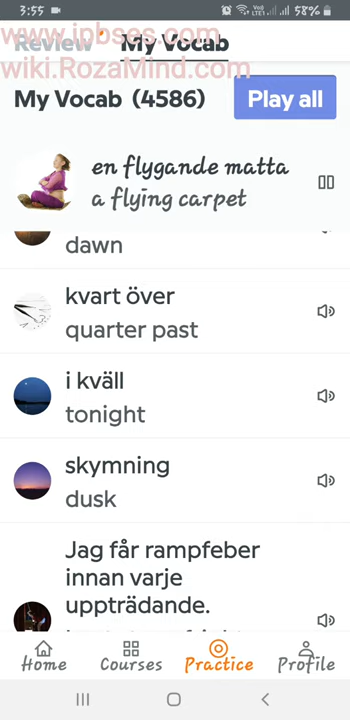 3:55
58%
www.ipbses.com
Review My Vocab
wiki.RozaMind.com
My Vocab (4586)
Play all
en flygande matta
a flying carpet
dawn
kvart över
quarter past
i kväll
tonight
skymning
dusk
Jag får rampfeber
innan varje
uppträdande.
Home Courses Practice Profile